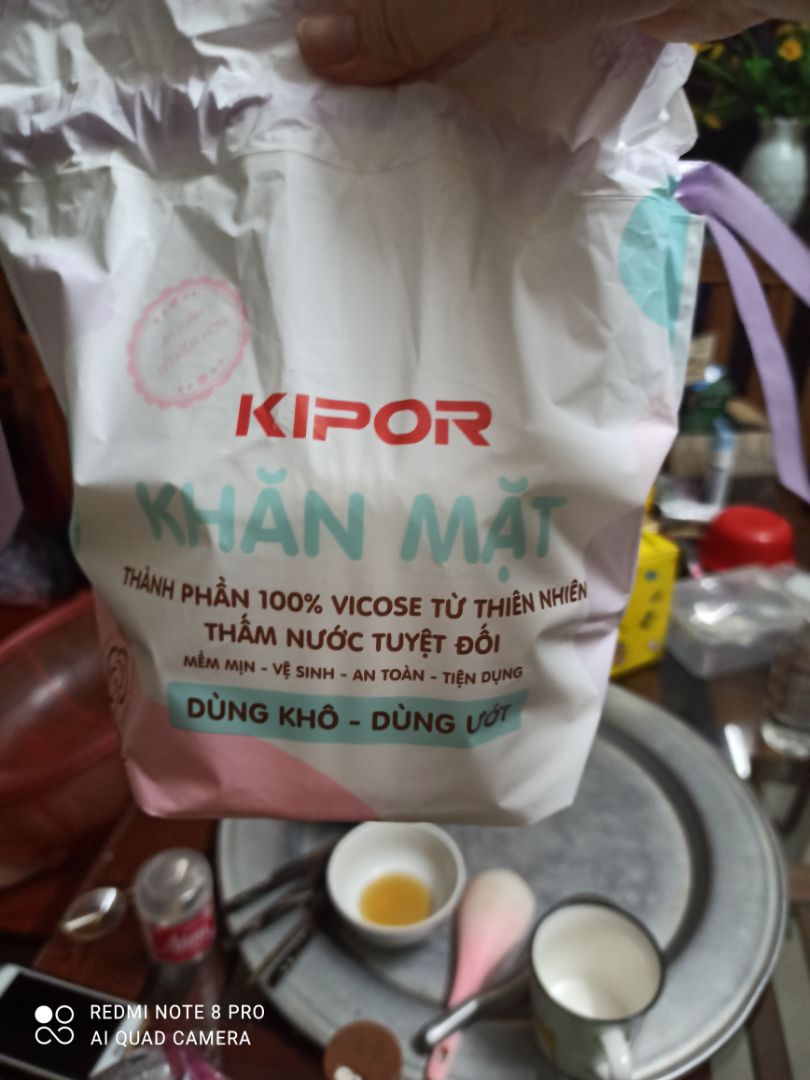 KIPOR
KHĂN MẶT
THÀNH PHẦN 100% VICOSE TỪ THIÊN NHIÊN
THẤM NƯỚC TUYỆT ĐỐI
MỀM MỊN - VỆ SINH - AN TOÀN - TIỆN DỤNG
DÙNG KHÔ - DÙNG ƯỚT
REDMI NOTE 8 PRO
AI QUAD CAMERA